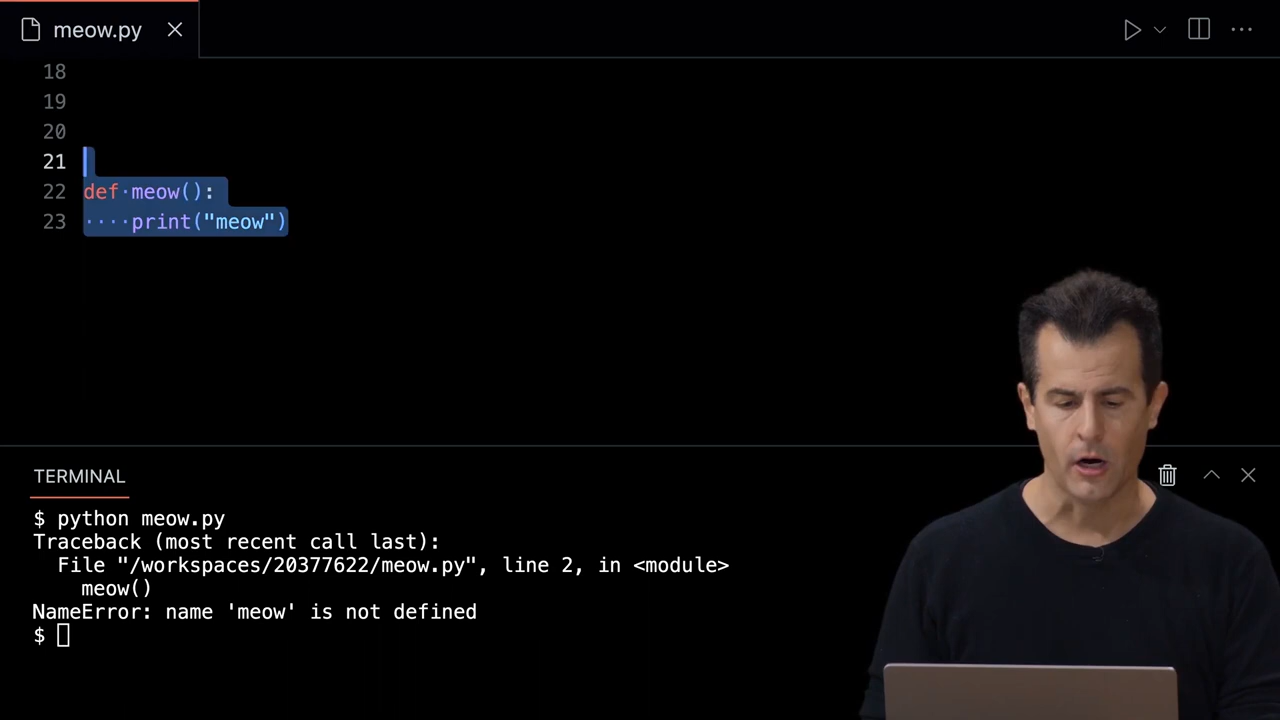 meow.py
18
19
20
21
22 def·meow():
23 ····print("meow")
TERMINAL
$ python meow.py
Traceback (most recent call last):
File "/workspaces/20377622/meow.py", line 2, in <module>
meow()
NameError: name 'meow' is not defined
$